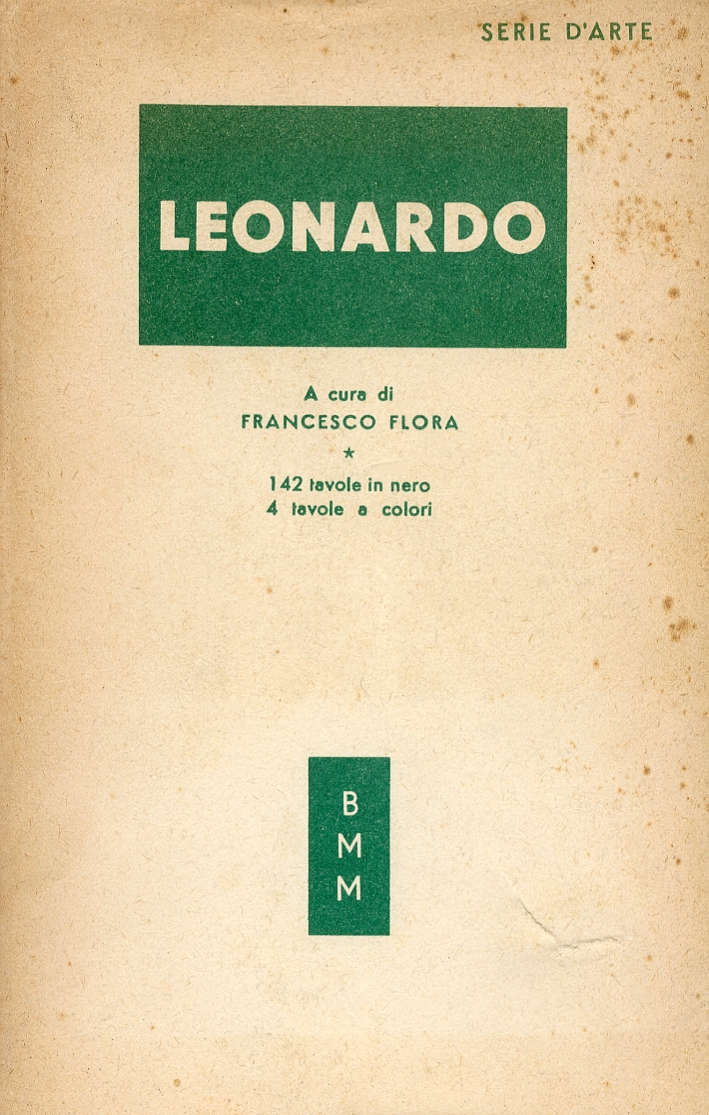 SERIE D'ARTE
LEONARDO
A cura di
FRANCESCO FLORA
*
142 tavole in nero
4 tavole a colori
B
M
M